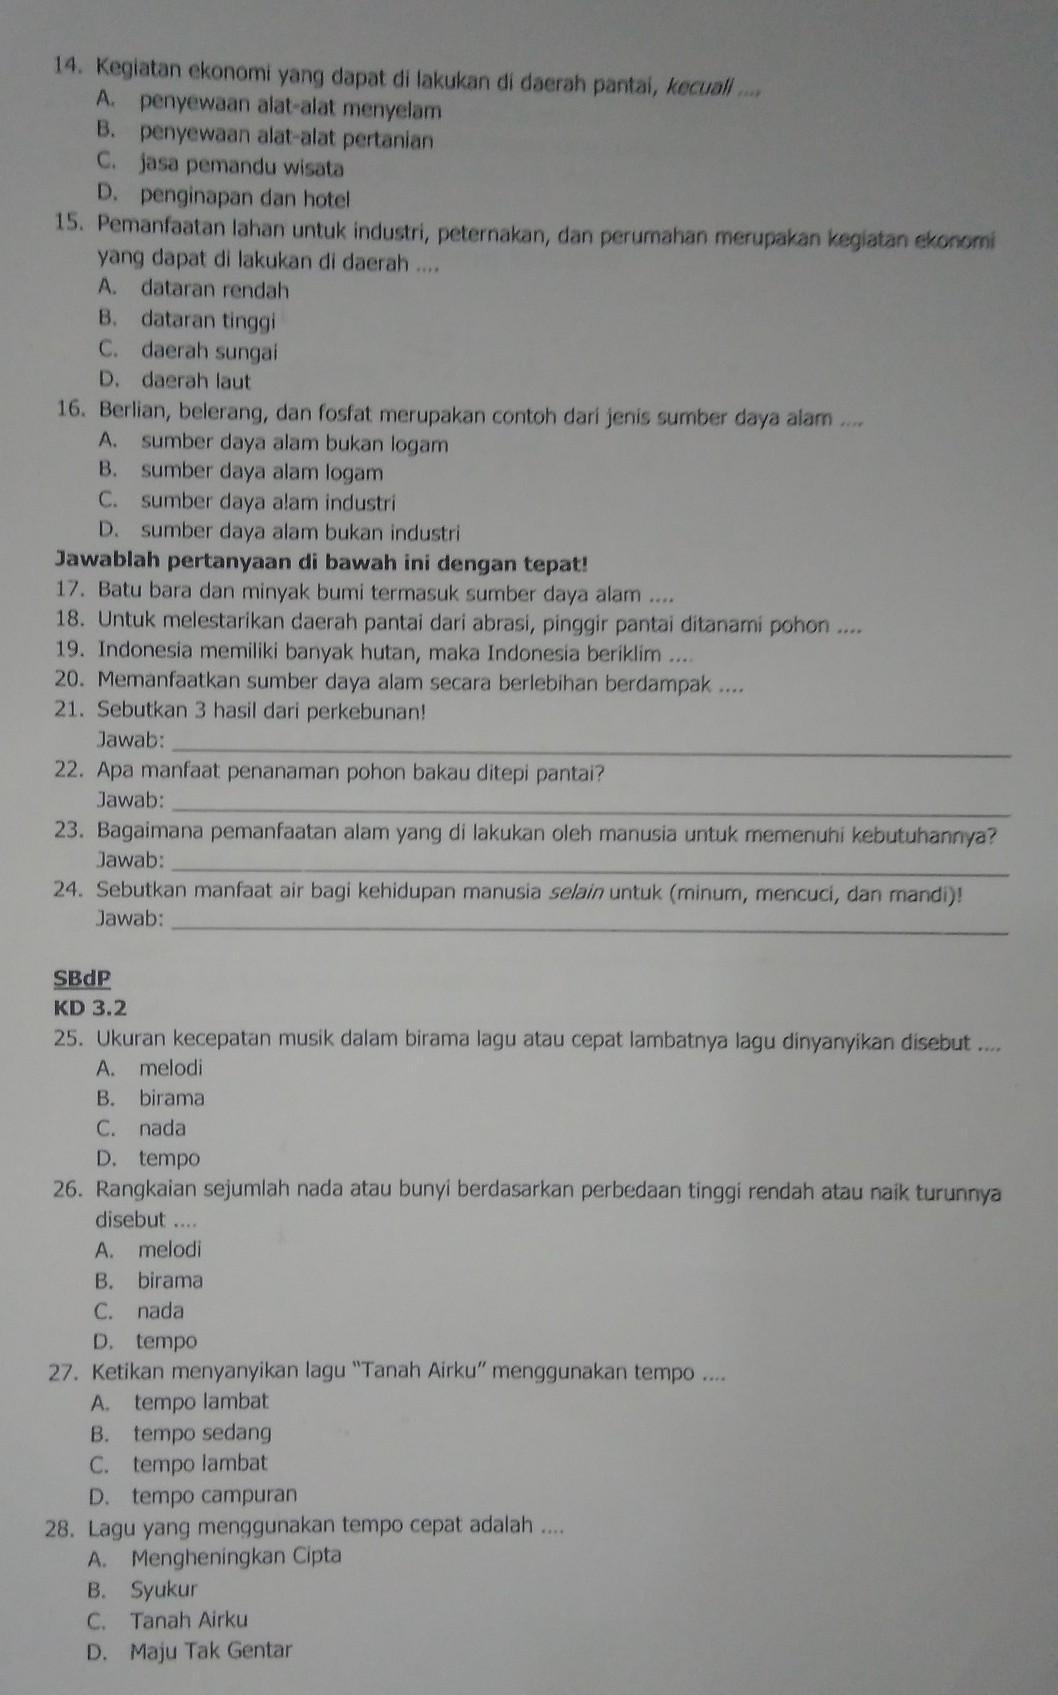 14. Kegiatan ekonomi yang dapat di lakukan di daerah pantai, kecuali ....
A. penyewaan alat-alat menyelam
B. penyewaan alat-alat pertanian
C. jasa pemandu wisata
D. penginapan dan hotel
15. Pemanfaatan lahan untuk industri, peternakan, dan perumahan merupakan kegiatan ekonomi
yang dapat di lakukan di daerah ....
A. dataran rendah
B. dataran tinggi
C. daerah sungai
D. daerah laut
16. Berlian, belerang, dan fosfat merupakan contoh dari jenis sumber daya alam ....
A. sumber daya alam bukan logam
B. sumber daya alam logam
C. sumber daya alam industri
D. sumber daya alam bukan industri
Jawablah pertanyaan di bawah ini dengan tepat!
17. Batu bara dan minyak bumi termasuk sumber daya alam ....
18. Untuk melestarikan daerah pantai dari abrasi, pinggir pantai ditanami pohon ....
19. Indonesia memiliki banyak hutan, maka Indonesia beriklim ....
20. Memanfaatkan sumber daya alam secara berlebihan berdampak ....
21. Sebutkan 3 hasil dari perkebunan!
Jawab:
22. Apa manfaat penanaman pohon bakau ditepi pantai?
Jawab:
23. Bagaimana pemanfaatan alam yang di lakukan oleh manusia untuk memenuhi kebutuhannya?
Jawab:
24. Sebutkan manfaat air bagi kehidupan manusia selain untuk (minum, mencuci, dan mandi)!
Jawab:
SBdP
KD 3.2
25. Ukuran kecepatan musik dalam birama lagu atau cepat lambatnya lagu dinyanyikan disebut ....
A. melodi
B. birama
C. nada
D. tempo
26. Rangkaian sejumlah nada atau bunyi berdasarkan perbedaan tinggi rendah atau naik turunnya
disebut ....
A. melodi
B. birama
C. nada
D. tempo
27. Ketikan menyanyikan lagu "Tanah Airku" menggunakan tempo ....
A. tempo lambat
B. tempo sedang
C. tempo lambat
D. tempo campuran
28. Lagu yang menggunakan tempo cepat adalah ....
A. Mengheningkan Cipta
B. Syukur
C. Tanah Airku
D. Maju Tak Gentar